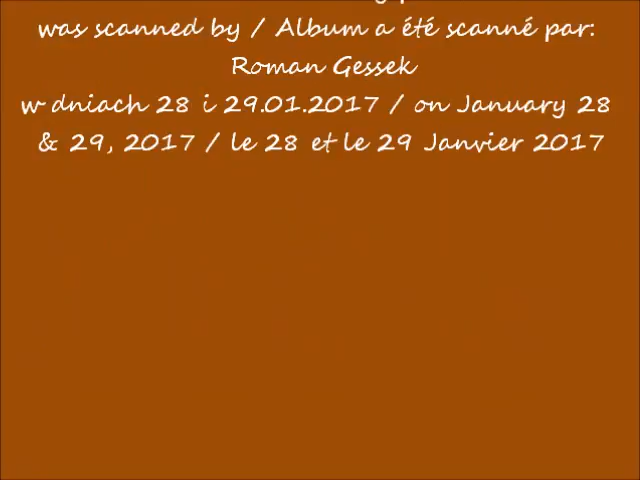 was scanned by / Album a été scanné par:
Roman Gessek
w dniach 28 i 29.01.2017 / on January 28
& 29, 2017 / le 28 et le 29 Janvier 2017